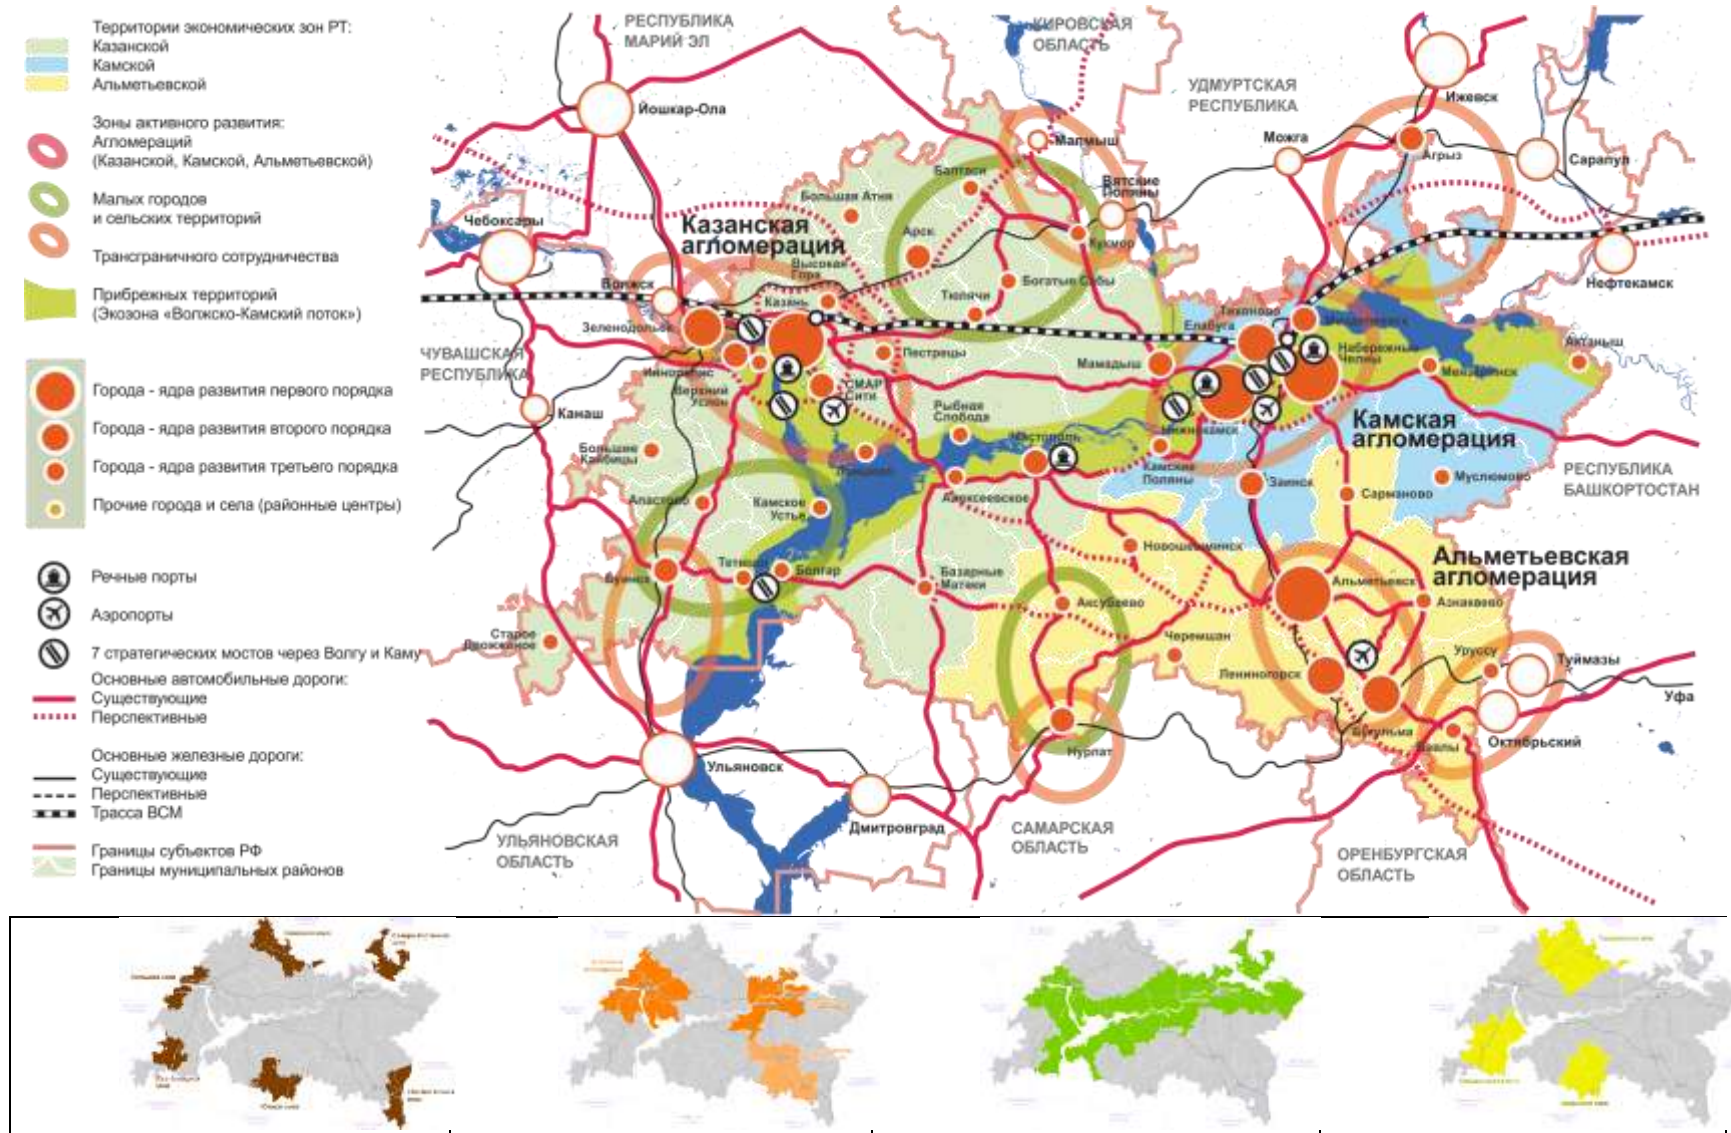 Территории экономических зон РТ:
Казанской
Камской
Альметьевской
Зоны активного развития:
Агломераций
(Казанской, Камской, Альметьевской)
Малых городов
и сельских территорий
Трансграничного сотрудничества
Прибрежных территорий
(Экозона «Волжско-Камский поток»)
Города - ядра развития первого порядка
Города - ядра развития второго порядка
Города - ядра развития третьего порядка
Прочие города и села (районные центры)
Речные порты
Аэропорты
7 стратегических мостов через Волгу и Каму
Основные автомобильные дороги:
Существующие
Перспективные
Основные железные дороги:
Существующие
Перспективные
Трасса ВСМ
Границы субъектов РФ
Границы муниципальных районов
РЕСПУБЛИКА
МАРИЙ ЭЛ
КИРОВСКАЯ
ОБЛАСТЬ
УДМУРТСКАЯ
РЕСПУБЛИКА
Ижевск
Йошкар-Ола
Малмыш
Можга
Агрыз
Сарапул
Балтаси
Вятские
Поляны
Большая Атня
Чебоксары
Казанская
агломерация
Арск
Кукмор
Высокая
Гора
Волжск
Казань
Тюлячи
Богатые Сабы
Нефтекамск
Зеленодольск
Тихоново
Елабуга
Набережные
Челны
Актаныш
ЧУВАШСКАЯ
РЕСПУБЛИКА
Иннополис
Верхний
Услон
Пестрецы
Мамадыш
СМАРТ
Сити
Рыбная
Слобода
Канаш
Камская
агломерация
Нижнекамск
Чистополь
Большие
Кайбицы
Камские
Поляны
РЕСПУБЛИКА
БАШКОРТОСТАН
Заинск
Муслюмово
Сарманово
Апастово
Камское
Устье
Алексеевское
Новошешминск
Альметьевская
агломерация
Буинск
Тетюши
Болгар
Базарные
Матаки
Альметьевск
Азнакаево
Аксубаево
Старое
Дрожжаное
Черемшан
Лениногорск
Уруссу
Туймазы
Уфа
Бугульма
Бавлы
Октябрьский
Нурлат
Ульяновск
Дмитровград
УЛЬЯНОВСКАЯ
ОБЛАСТЬ
САМАРСКАЯ
ОБЛАСТЬ
ОРЕНБУРГСКАЯ
ОБЛАСТЬ